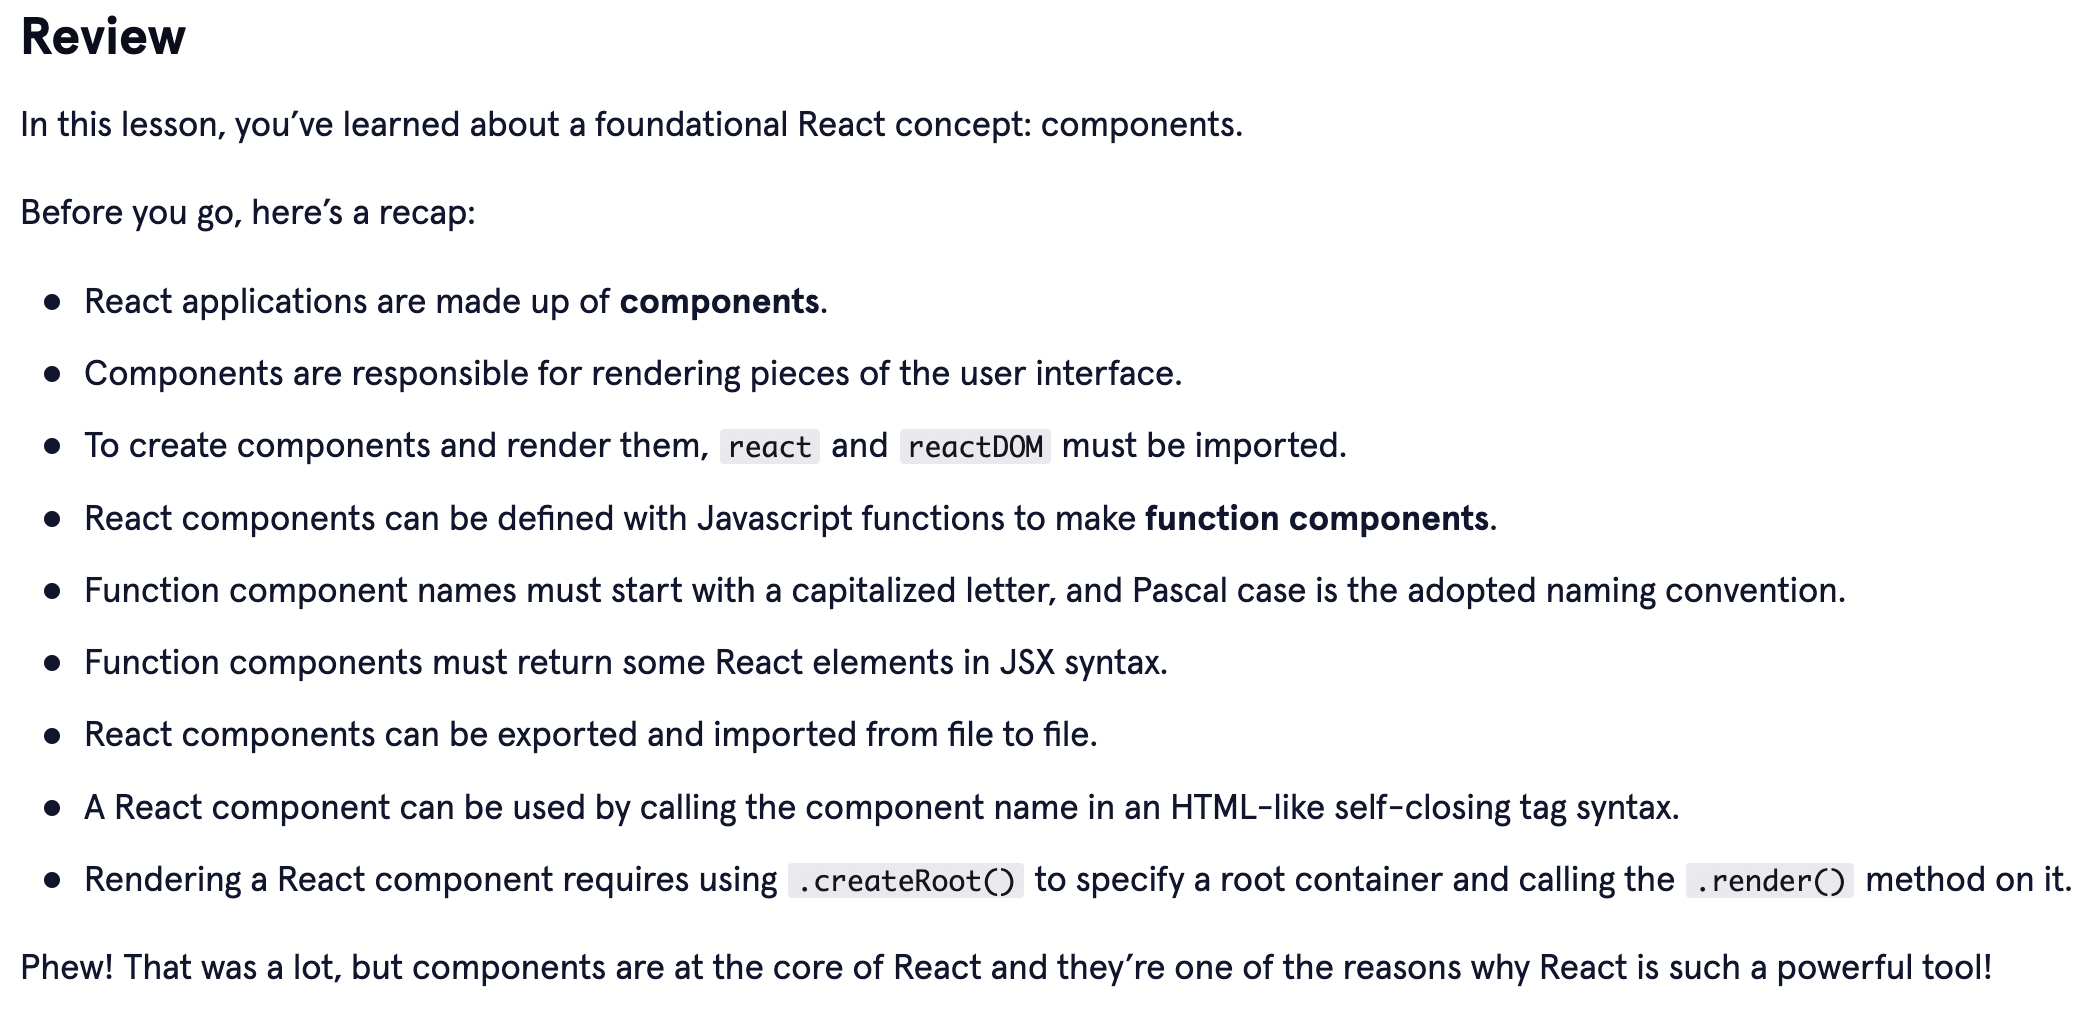 Review
In this lesson, you’ve learned about a foundational React concept: components.
Before you go, here’s a recap:
● React applications are made up of components.
● Components are responsible for rendering pieces of the user interface.
● To create components and render them, react and reactDOM must be imported.
● React components can be defined with Javascript functions to make function components.
● Function component names must start with a capitalized letter, and Pascal case is the adopted naming convention.
● Function components must return some React elements in JSX syntax.
● React components can be exported and imported from file to file.
● A React component can be used by calling the component name in an HTML-like self-closing tag syntax.
● Rendering a React component requires using .createRoot() to specify a root container and calling the .render() method on it.
Phew! That was a lot, but components are at the core of React and they’re one of the reasons why React is such a powerful tool!